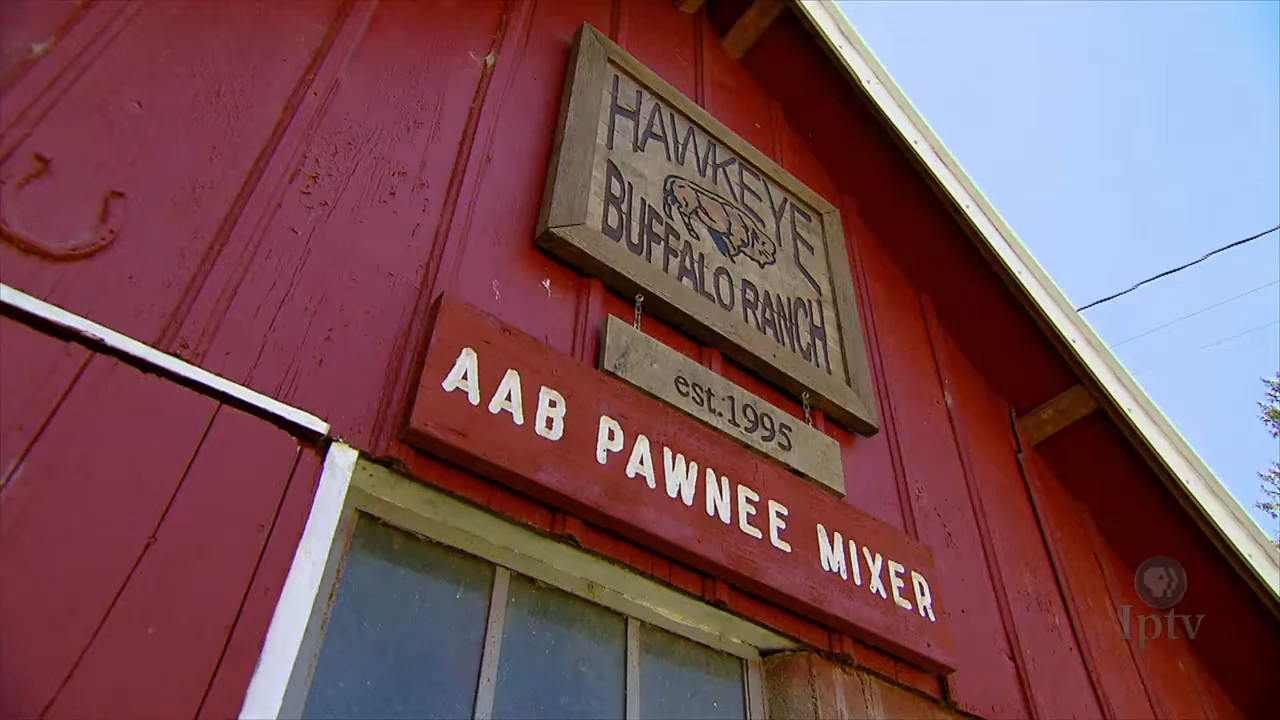 HAWKEYE
BUFFALO RANCH
est.1995
AAB PAWNEE MIXER
Iptv